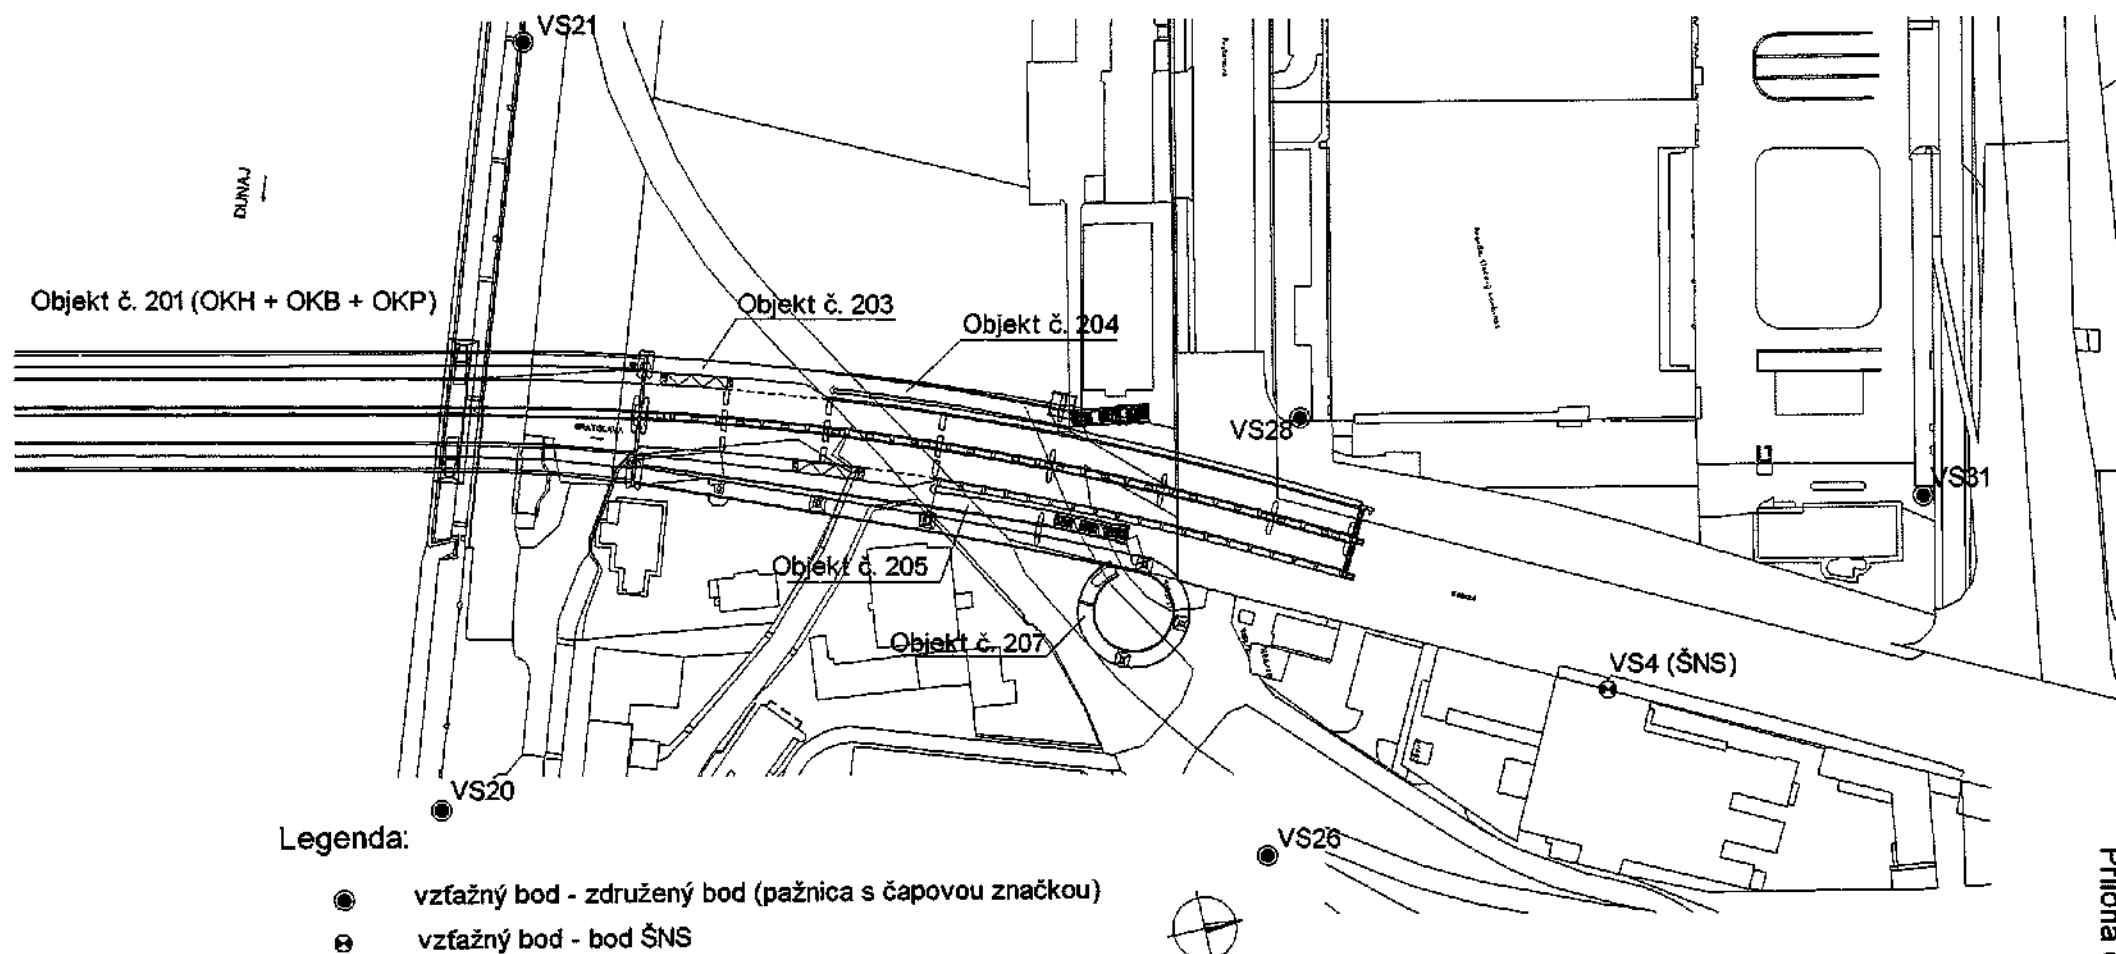 VS21
DUNAJ
Objekt č. 201 (OKH + OKB + OKP)
Objekt č. 203
Objekt č. 204
BRATISLAVA
VS28
VS31
Objekt č. 205
Objekt č. 207
VS4 (ŠNS)
VS20
VS26
Legenda:
vzťažný bod - združený bod (pažnica s čapovou značkou)
vzťažný bod - bod ŠNS